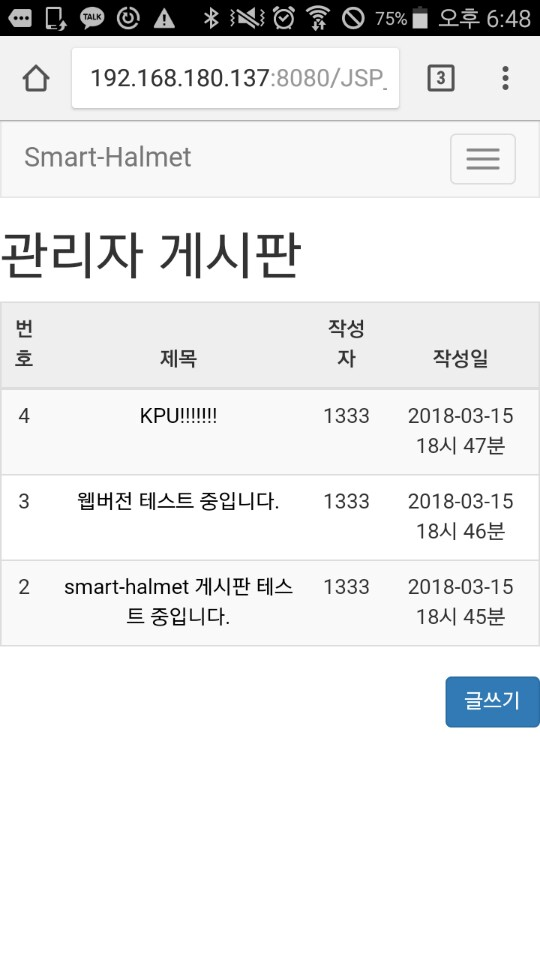 TALK 75% 오후 6:48
192.168.180.137:8080/JSP_ 3
Smart-Halmet
관리자 게시판
번 작성
호 제목 자 작성일
4 KPU!!!!!!! 1333 2018-03-15
18시 47분
3 웹버전 테스트 중입니다. 1333 2018-03-15
18시 46분
2 smart-halmet 게시판 테스 1333 2018-03-15
트 중입니다. 18시 45분
글쓰기